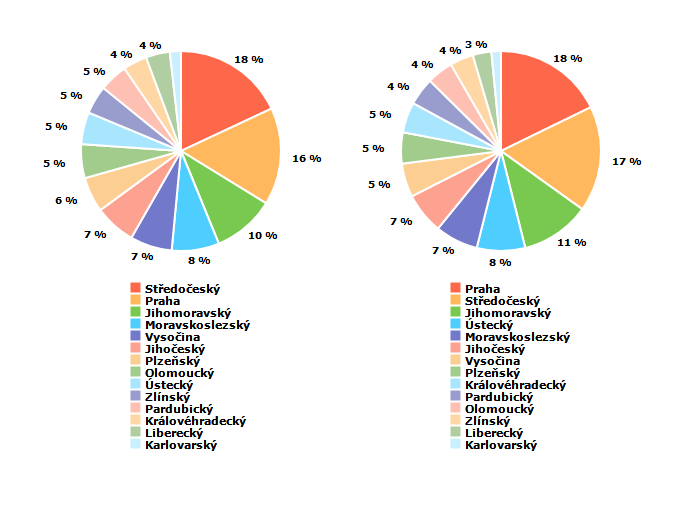 4 %
4 %
18 %
5 %
5 %
5 %
16 %
5 %
6 %
10 %
7 %
7 %
8 %
Středočeský
Praha
Jihomoravský
Moravskoslezský
Vysočina
Jihočeský
Plzeňský
Olomoucký
Ústecký
Zlínský
Pardubický
Královéhradecký
Liberecký
Karlovarský
3 %
4 %
18 %
4 %
4 %
5 %
5 %
17 %
5 %
7 %
11 %
7 %
8 %
Praha
Středočeský
Jihomoravský
Ústecký
Moravskoslezský
Jihočeský
Vysočina
Plzeňský
Královéhradecký
Pardubický
Olomoucký
Zlínský
Liberecký
Karlovarský